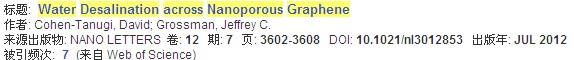 标题: Water Desalination across Nanoporous Graphene
作者: Cohen-Tanugi, David; Grossman, Jeffrey C.
来源出版物: NANO LETTERS 卷: 12 期: 7 页: 3602-3608 DOI: 10.1021/nl3012853 出版年: JUL 2012
被引频次: 7 (来自 Web of Science)